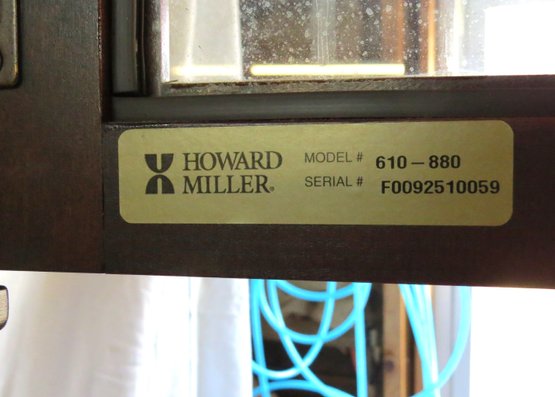 HOWARD MILLER®
MODEL # 610-880
SERIAL # F0092510059